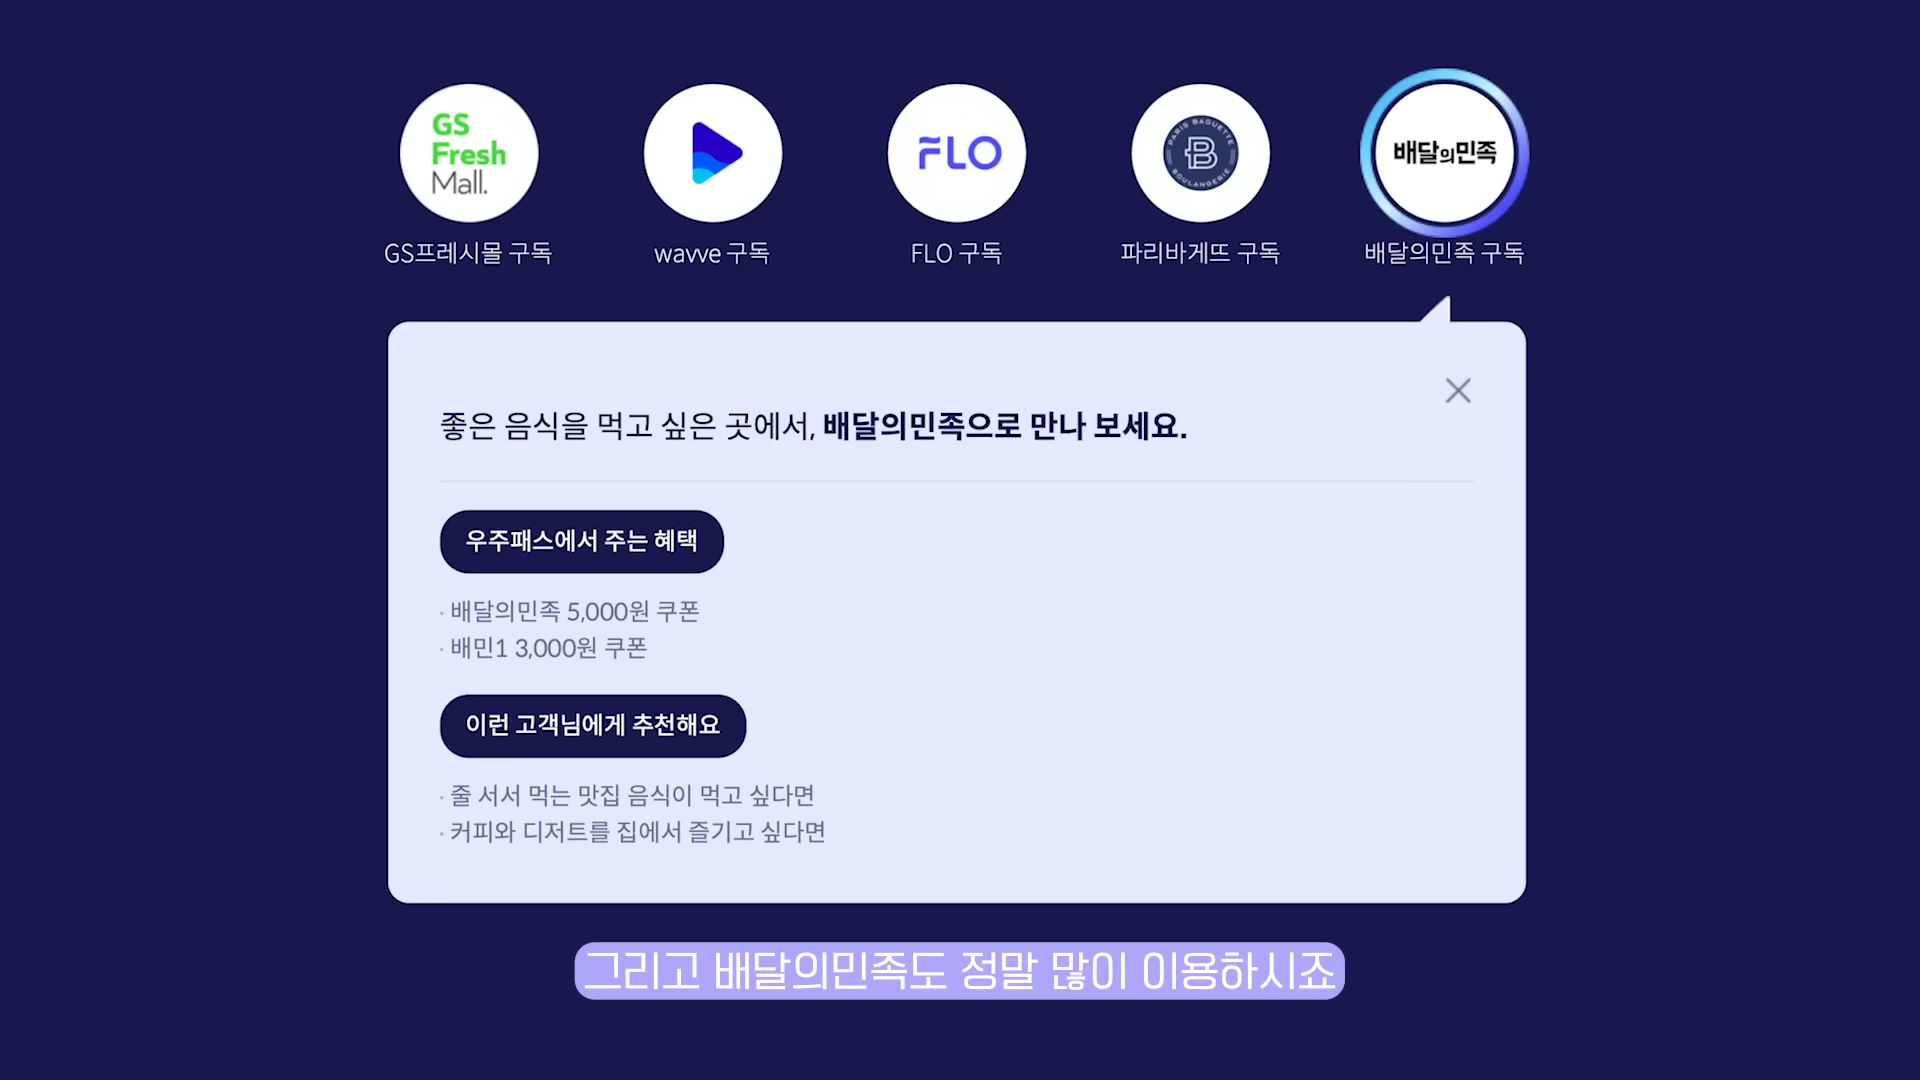 GS
Fresh
Mall.
FLO
PARIS BAGUETTE
B
BOULANGERIE
배달의민족
GS프레시몰 구독
wavve 구독
FLO 구독
파리바게뜨 구독
배달의민족 구독
좋은 음식을 먹고 싶은 곳에서, 배달의민족으로 만나 보세요.
우주패스에서 주는 혜택
· 배달의민족 5,000원 쿠폰
· 배민1 3,000원 쿠폰
이런 고객님에게 추천해요
· 줄 서서 먹는 맛집 음식이 먹고 싶다면
· 커피와 디저트를 집에서 즐기고 싶다면
그리고 배달의민족도 정말 많이 이용하시죠